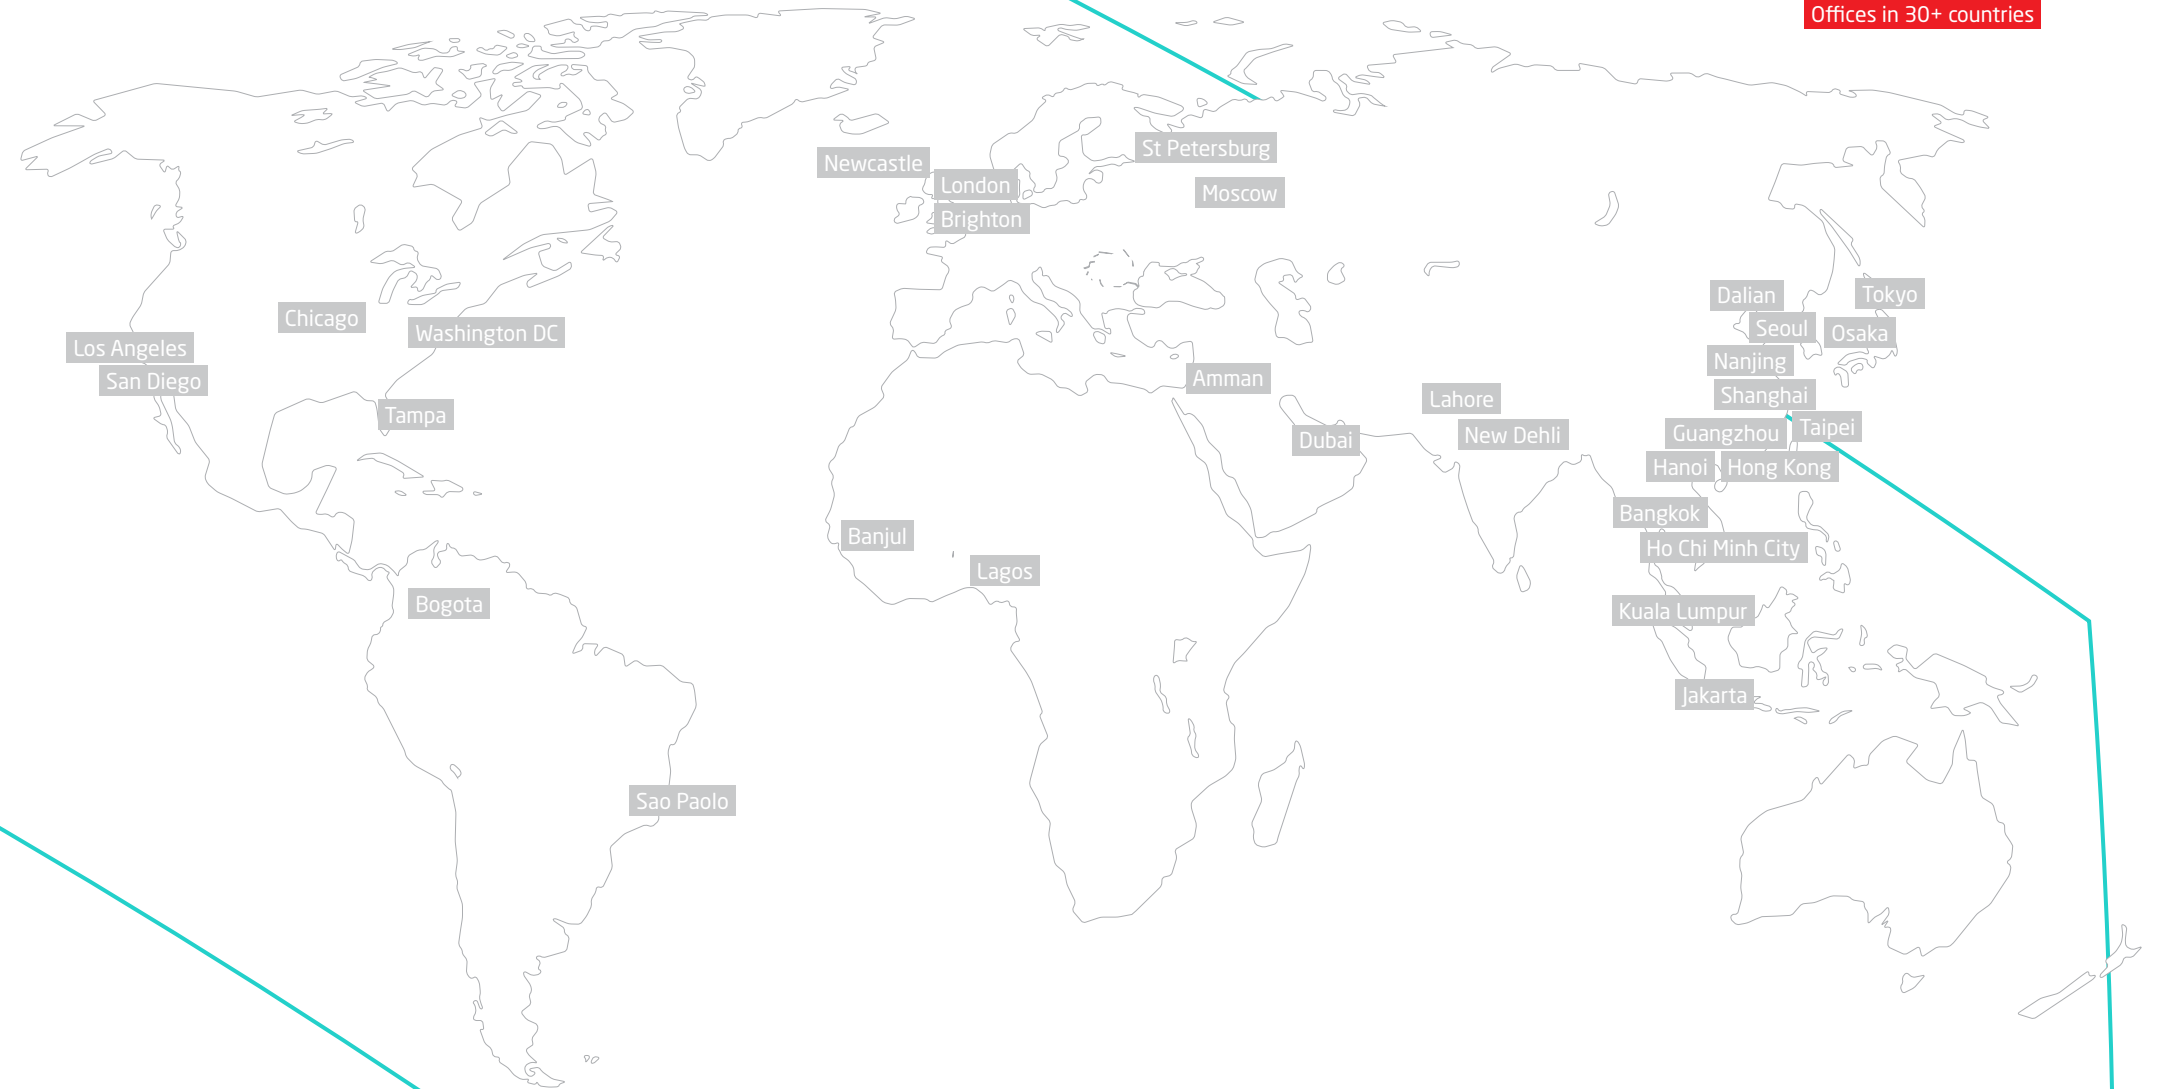 Offices in 30+ countries
St Petersburg
Newcastle
London
Moscow
Brighton
Dalian
Tokyo
Chicago
Washington DC
Seoul
Osaka
Los Angeles
Nanjing
San Diego
Amman
Lahore
Shanghai
Tampa
Dubai
New Dehli
Guangzhou
Taipei
Hanoi
Hong Kong
Bangkok
Banjul
Ho Chi Minh City
Lagos
Bogota
Kuala Lumpur
Jakarta
Sao Paolo